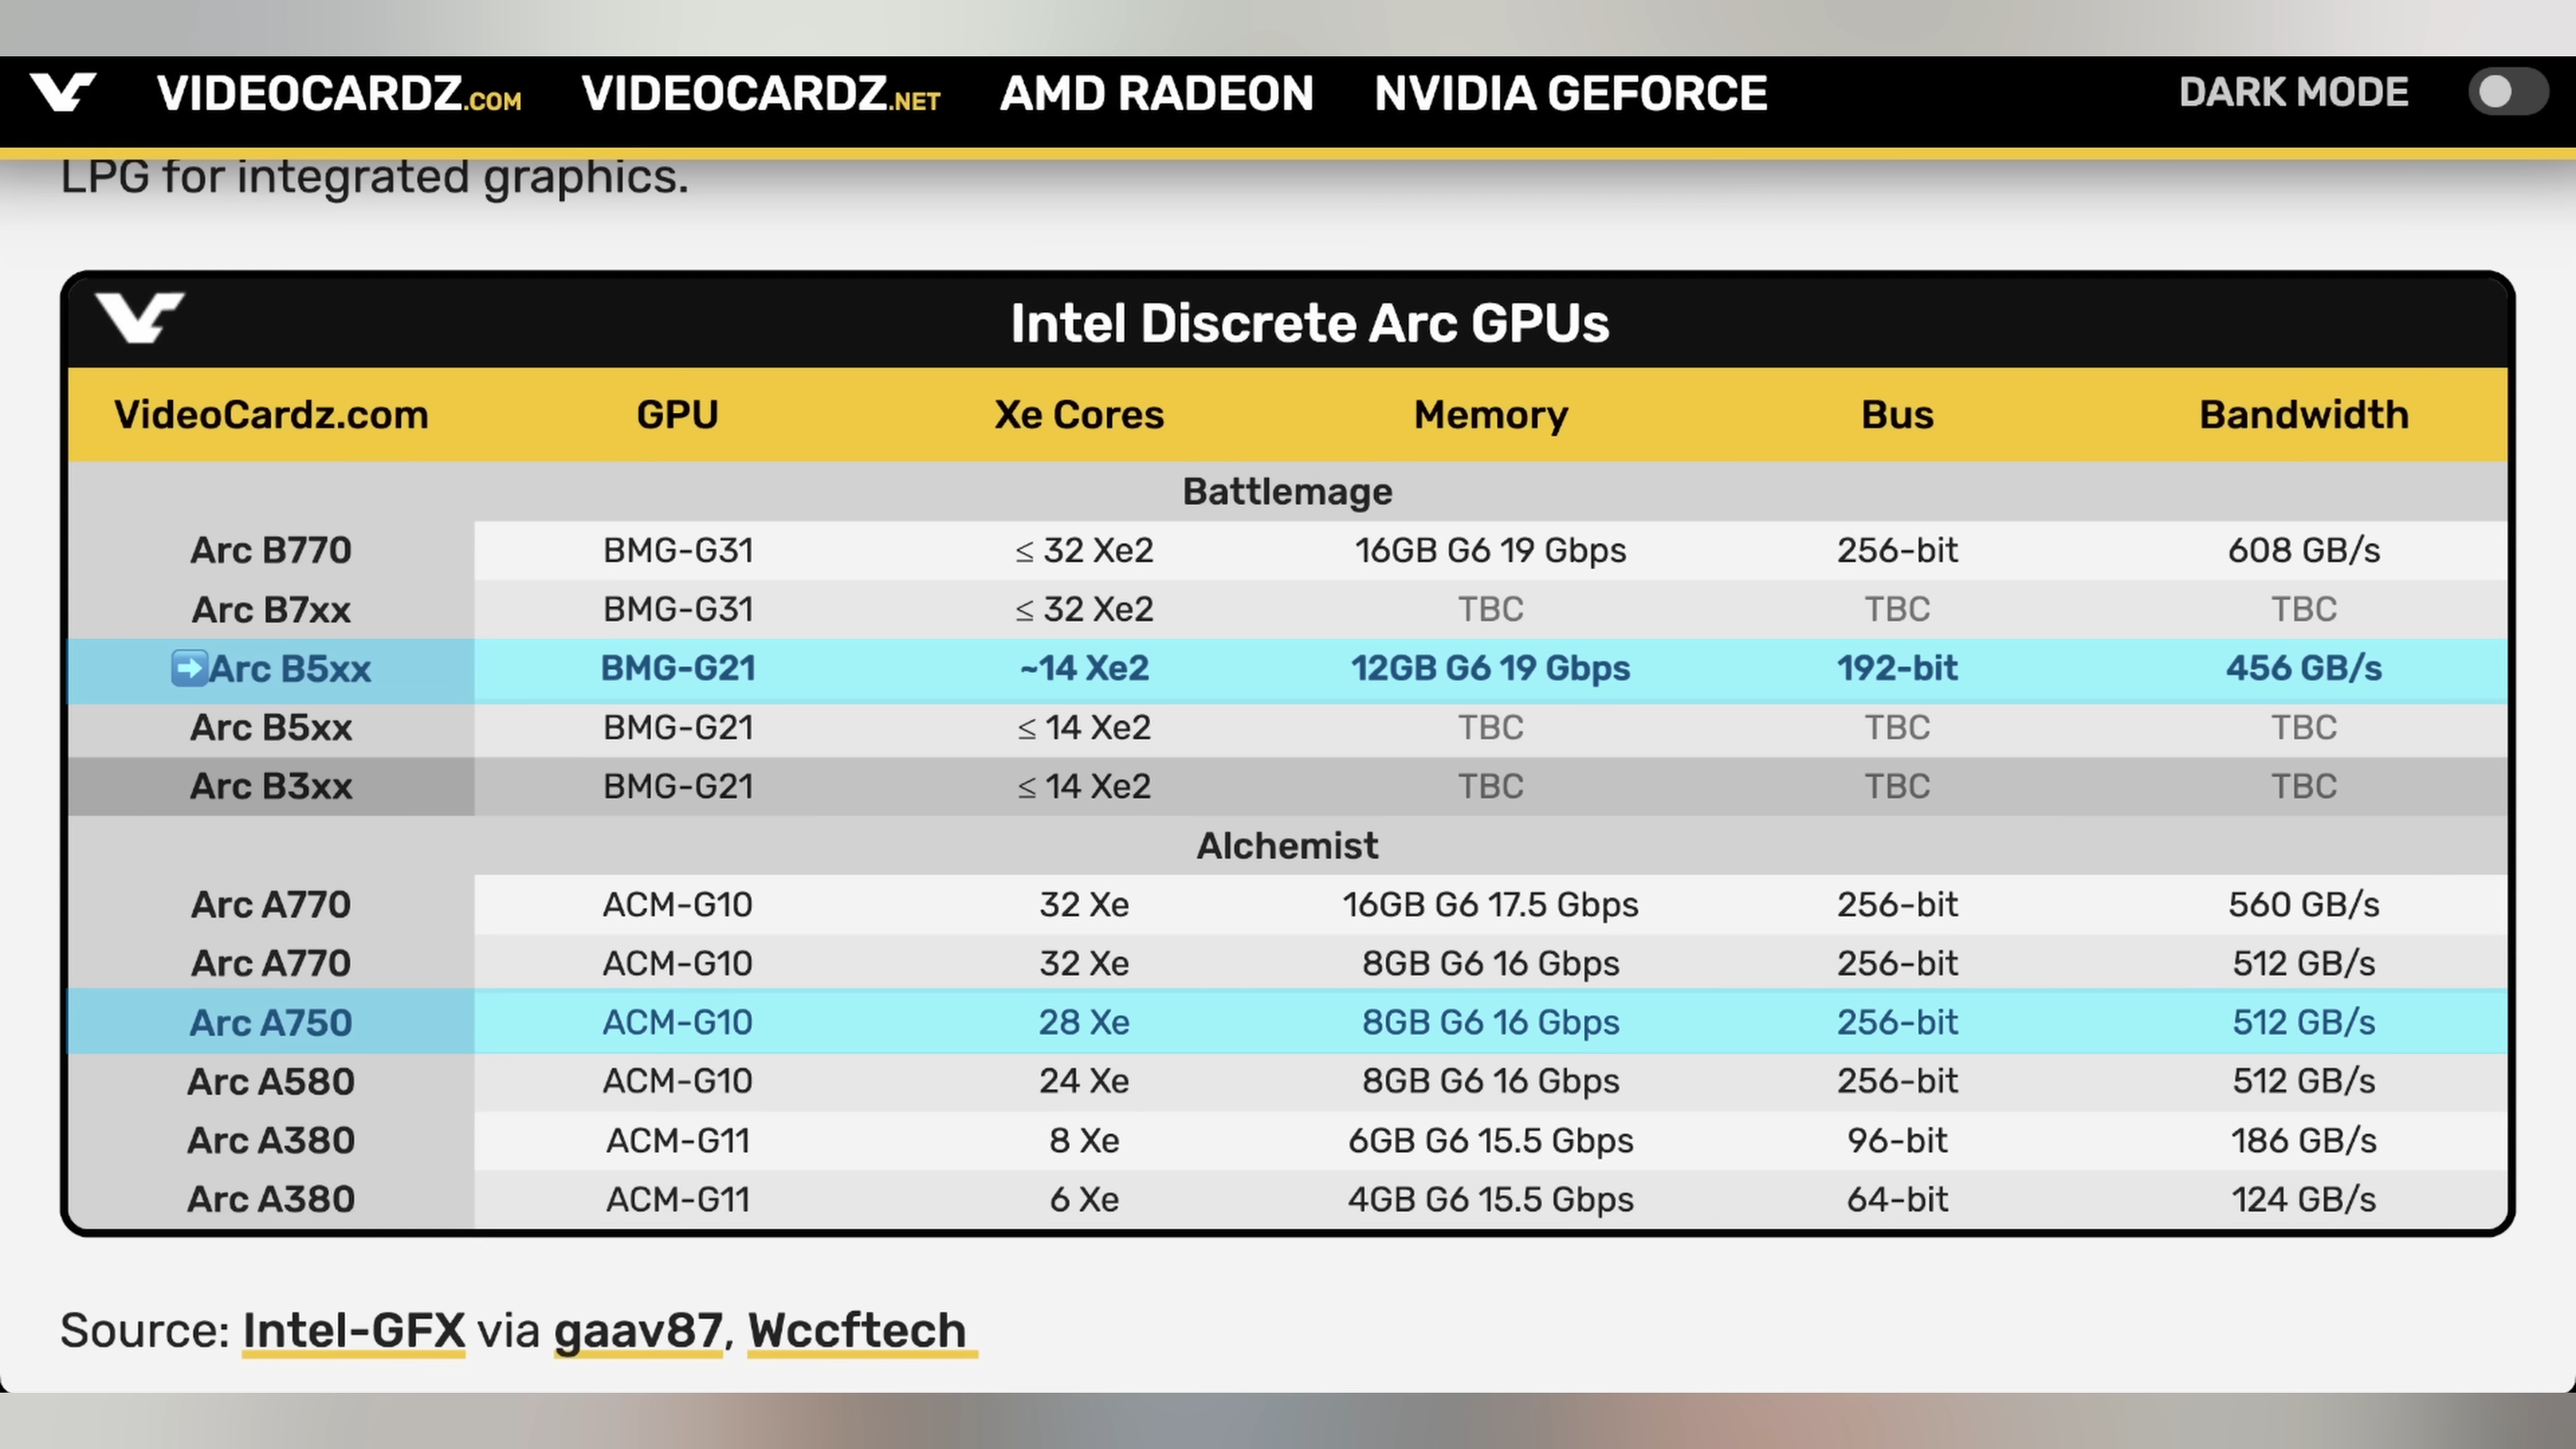 VIDEOCARDZ.COM VIDEOCARDZ.NET AMD RADEON NVIDIA GEFORCE DARK MODE
LPG for integrated graphics.
Intel Discrete Arc GPUs
VideoCardz.com GPU Xe Cores Memory Bus Bandwidth
Battlemage
Arc B770 BMG-G31 ≤ 32 Xe2 16GB G6 19 Gbps 256-bit 608 GB/s
Arc B7xx BMG-G31 ≤ 32 Xe2 TBC TBC TBC
➡Arc B5xx BMG-G21 ~14 Xe2 12GB G6 19 Gbps 192-bit 456 GB/s
Arc B5xx BMG-G21 ≤ 14 Xe2 TBC TBC TBC
Arc B3xx BMG-G21 ≤ 14 Xe2 TBC TBC TBC
Alchemist
Arc A770 ACM-G10 32 Xe 16GB G6 17.5 Gbps 256-bit 560 GB/s
Arc A770 ACM-G10 32 Xe 8GB G6 16 Gbps 256-bit 512 GB/s
Arc A750 ACM-G10 28 Xe 8GB G6 16 Gbps 256-bit 512 GB/s
Arc A580 ACM-G10 24 Xe 8GB G6 16 Gbps 256-bit 512 GB/s
Arc A380 ACM-G11 8 Xe 6GB G6 15.5 Gbps 96-bit 186 GB/s
Arc A380 ACM-G11 6 Xe 4GB G6 15.5 Gbps 64-bit 124 GB/s
Source: Intel-GFX via gaav87, Wccftech